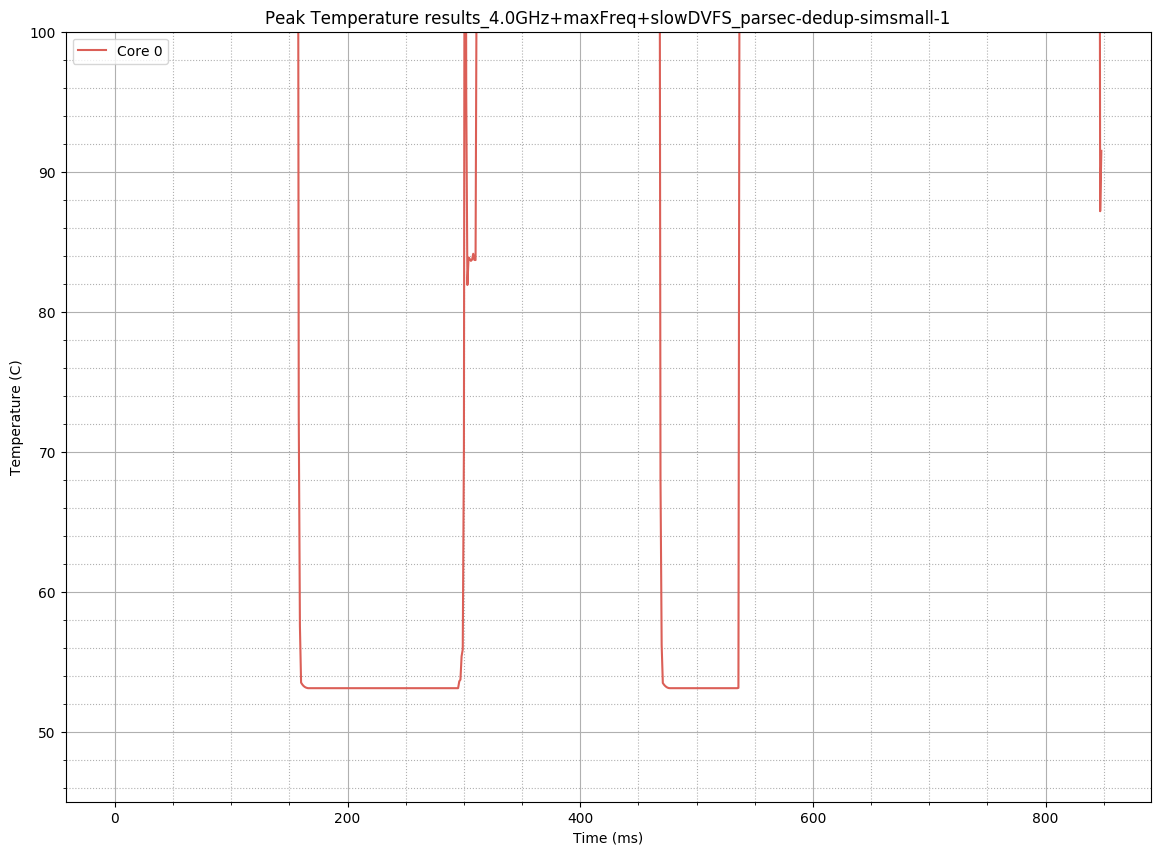 Peak Temperature results_4.0GHz+maxFreq+slowDVFS_parsec-dedup-simsmall-1
100
Core 0
90
80
70
60
50
Temperature (C)
0 200 400 600 800
Time (ms)